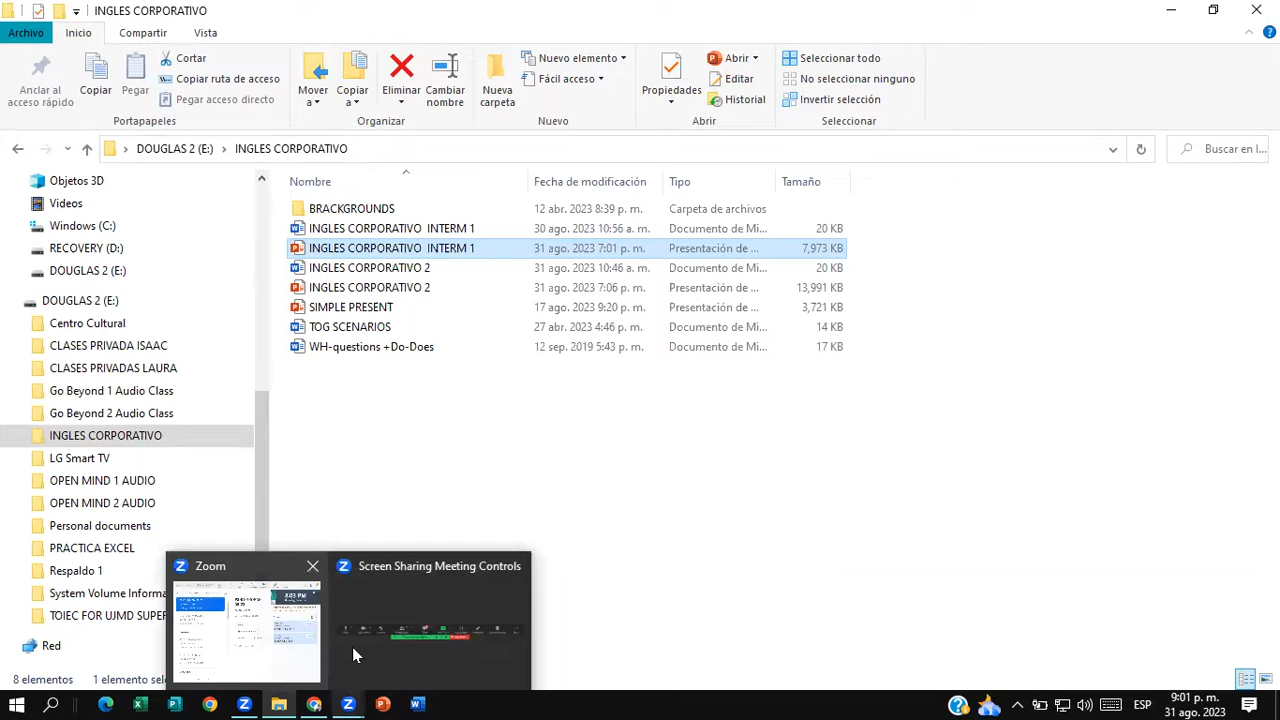 INGLES CORPORATIVO
Archivo
Inicio
Compartir
Vista
Anclar al
acceso rápido
Copiar
Pegar
Cortar
Copiar ruta de acceso
Pegar acceso directo
Portapapeles
Mover
a
Copiar
a
Eliminar
Cambiar
nombre
Organizar
Nueva
carpeta
Nuevo elemento
Fácil acceso
Nuevo
Propiedades
Abrir
Editar
Historial
Abrir
Seleccionar todo
No seleccionar ninguno
Invertir selección
Seleccionar
DOUGLAS 2 (E:) > INGLES CORPORATIVO
Buscar en I...
Objetos 3D
Videos
Windows (C:)
RECOVERY (D:)
DOUGLAS 2 (E:)
DOUGLAS 2 (E:)
Centro Cultural
CLASES PRIVADA ISAAC
CLASES PRIVADAS LAURA
Go Beyond 1 Audio Class
Go Beyond 2 Audio Class
INGLES CORPORATIVO
LG Smart TV
OPEN MIND 1 AUDIO
OPEN MIND 2 AUDIO
Personal documents
PRACTICA EXCEL
Respaldo 1
System Volume Informa
TOEC FOR UJMD SUPER
Red
Nombre Fecha de modificación Tipo Tamaño
BRACKGROUNDS 12 abr. 2023 8:39 p. m. Carpeta de archivos
INGLES CORPORATIVO INTERM 1 30 ago. 2023 10:56 a. m. Documento de Mi... 20 KB
INGLES CORPORATIVO INTERM 1 31 ago. 2023 7:01 p. m. Presentación de ... 7,973 KB
INGLES CORPORATIVO 2 31 ago. 2023 10:46 a. m. Documento de Mi... 20 KB
INGLES CORPORATIVO 2 31 ago. 2023 7:06 p. m. Presentación de ... 13,991 KB
SIMPLE PRESENT 17 ago. 2023 9:20 p. m. Presentación de ... 3,721 KB
TOG SCENARIOS 27 abr. 2023 4:46 p. m. Documento de Mi... 14 KB
WH-questions +Do-Does 12 sep. 2019 5:43 p. m. Documento de Mi... 17 KB
Zoom
Screen Sharing Meeting Controls
8 elementos 1 elemento sele
ESP
9:01 p. m.
31 ago. 2023